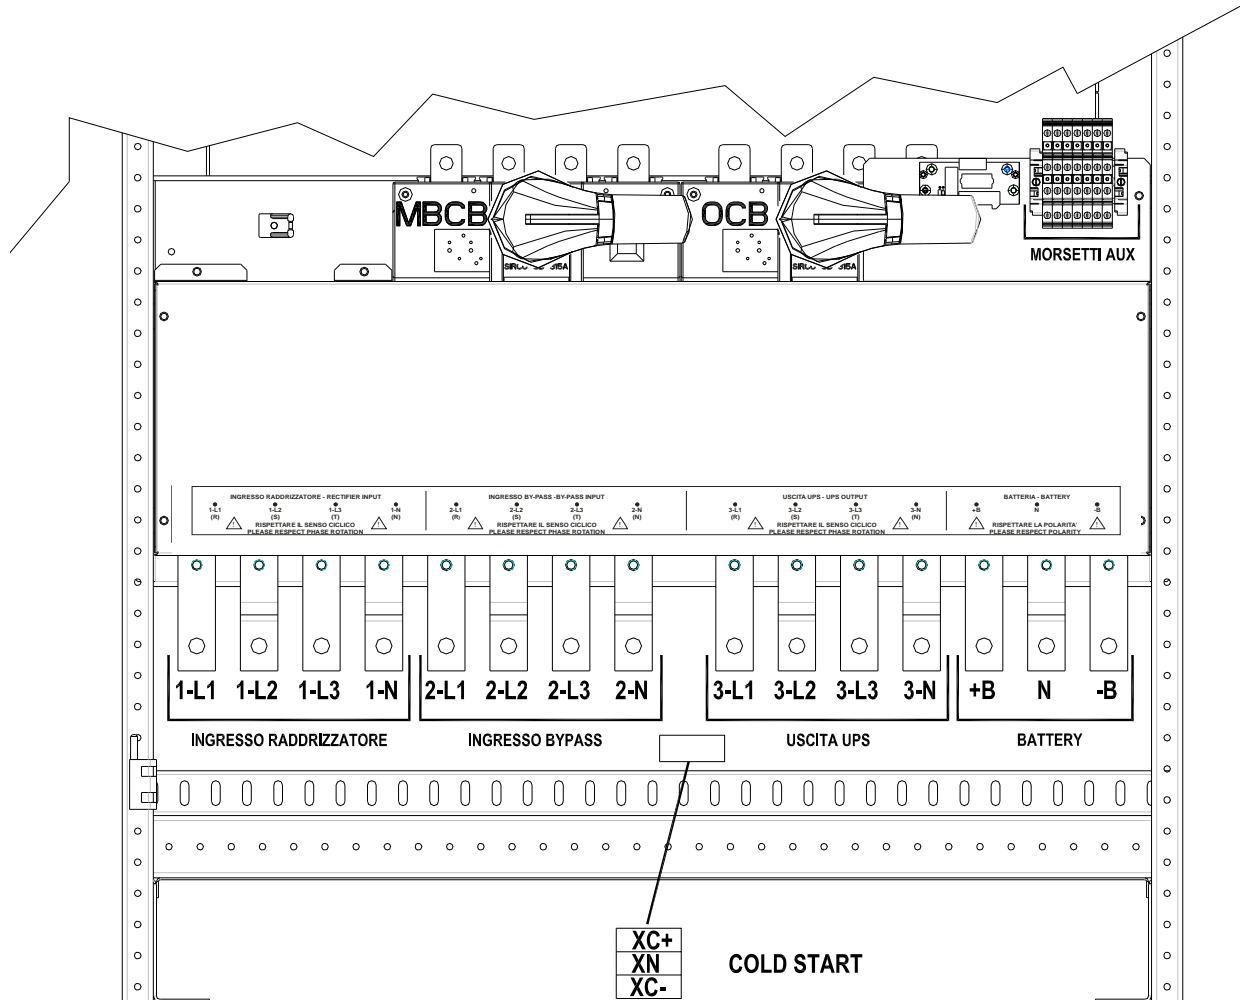 MBCB
OCB
SIRCO
315A
SIRCO
315A
MORSETTI AUX
INGRESSO RADDRIZZATORE - RECTIFIER INPUT
1-L1 1-L2 1-L3 1-N
(R) (S) (T) (N)
RISPETTARE IL SENSO CICLICO
PLEASE RESPECT PHASE ROTATION
INGRESSO BY-PASS -BY-PASS INPUT
2-L1 2-L2 2-L3 2-N
(R) (S) (T) (N)
RISPETTARE IL SENSO CICLICO
PLEASE RESPECT PHASE ROTATION
USCITA UPS - UPS OUTPUT
3-L1 3-L2 3-L3 3-N
(R) (S) (T) (N)
RISPETTARE IL SENSO CICLICO
PLEASE RESPECT PHASE ROTATION
BATTERIA - BATTERY
+B N -B
RISPETTARE LA POLARITA'
PLEASE RESPECT POLARITY
1-L1 1-L2 1-L3 1-N 2-L1 2-L2 2-L3 2-N 3-L1 3-L2 3-L3 3-N +B N -B
INGRESSO RADDRIZZATORE
INGRESSO BYPASS
USCITA UPS
BATTERY
XC+
XN
XC-
COLD START